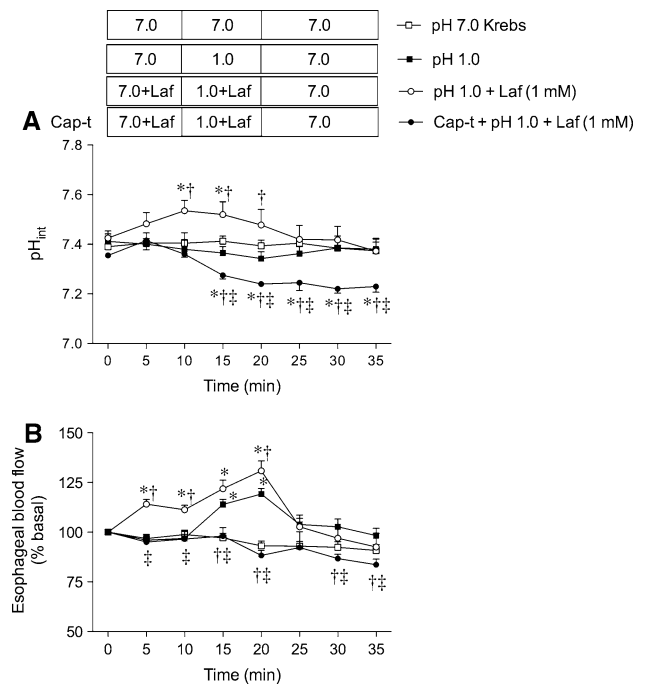 7.0 7.0 7.0 pH 7.0 Krebs
7.0 1.0 7.0 pH 1.0
7.0+Laf 1.0+Laf 7.0 pH 1.0 + Laf (1 mM)
A Cap-t 7.0+Laf 1.0+Laf 7.0 Cap-t + pH 1.0 + Laf (1 mM)
7.8
7.6
7.4
7.2
7.0
pHint
*† *† †
*†‡ *†‡ *†‡ *†‡ *†‡
0 5 10 15 20 25 30 35
Time (min)
B
150
125
100
75
50
Esophageal blood flow
(% basal)
*† *† * *†
* *
‡ ‡ †‡ †‡ †‡ †‡
0 5 10 15 20 25 30 35
Time (min)